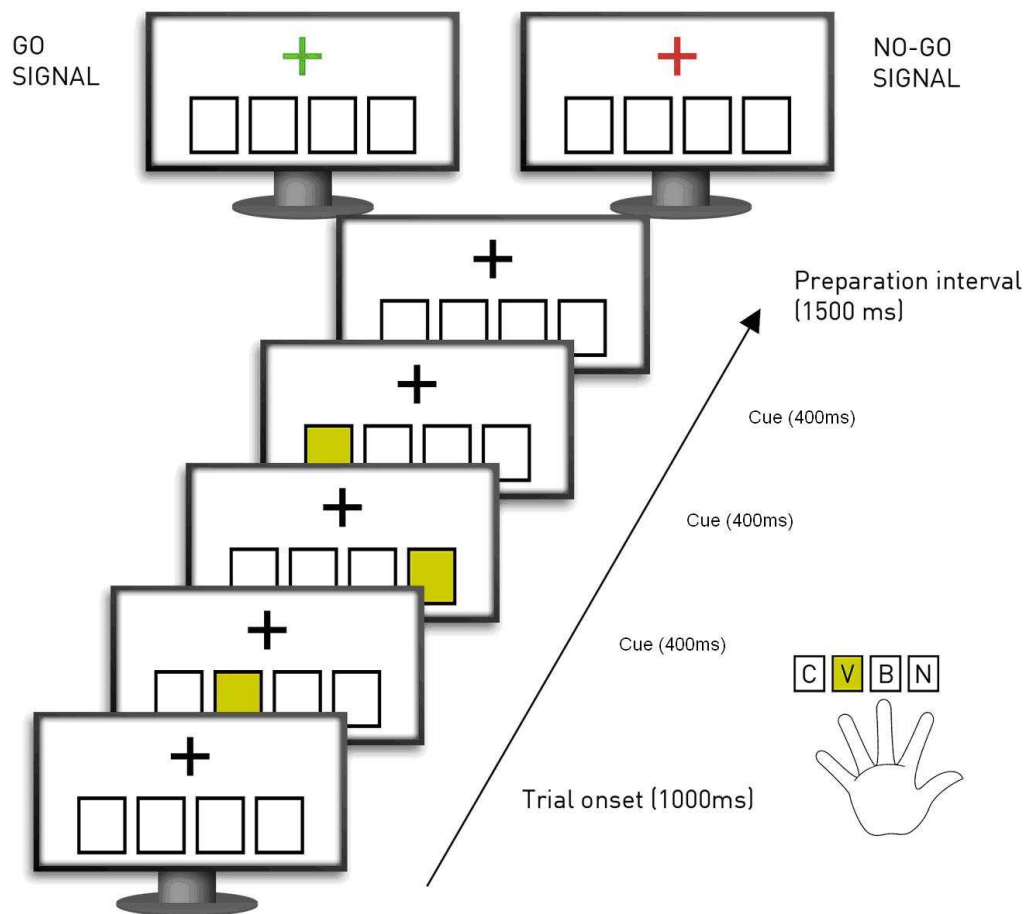 GO
SIGNAL
NO-GO
SIGNAL
Preparation interval
(1500 ms)
Cue (400ms)
Cue (400ms)
Cue (400ms)
C V B N
Trial onset (1000ms)